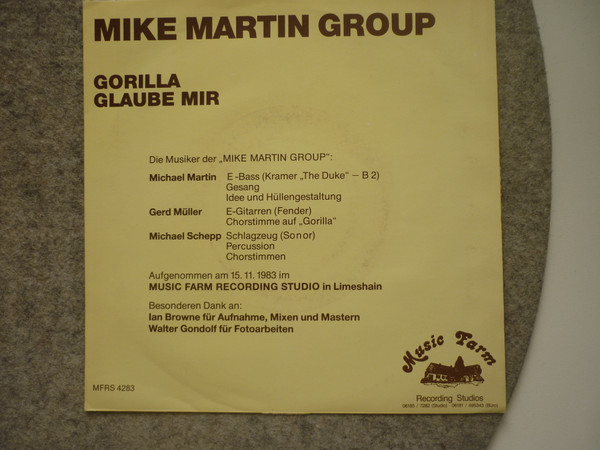 MIKE MARTIN GROUP
GORILLA
GLAUBE MIR
Die Musiker der „MIKE MARTIN GROUP“:
Michael Martin E-Bass (Kramer „The Duke“ – B 2)
Gesang
Idee und Hüllengestaltung
Gerd Müller E-Gitarren (Fender)
Chorstimme auf „Gorilla“
Michael Schepp Schlagzeug (Sonor)
Percussion
Chorstimmen
Aufgenommen am 15. 11. 1983 im
MUSIC FARM RECORDING STUDIO in Limeshain
Besonderen Dank an:
Ian Browne für Aufnahme, Mixen und Mastern
Walter Gondolf für Fotoarbeiten
Music Farm
MFRS 4283
Recording Studios